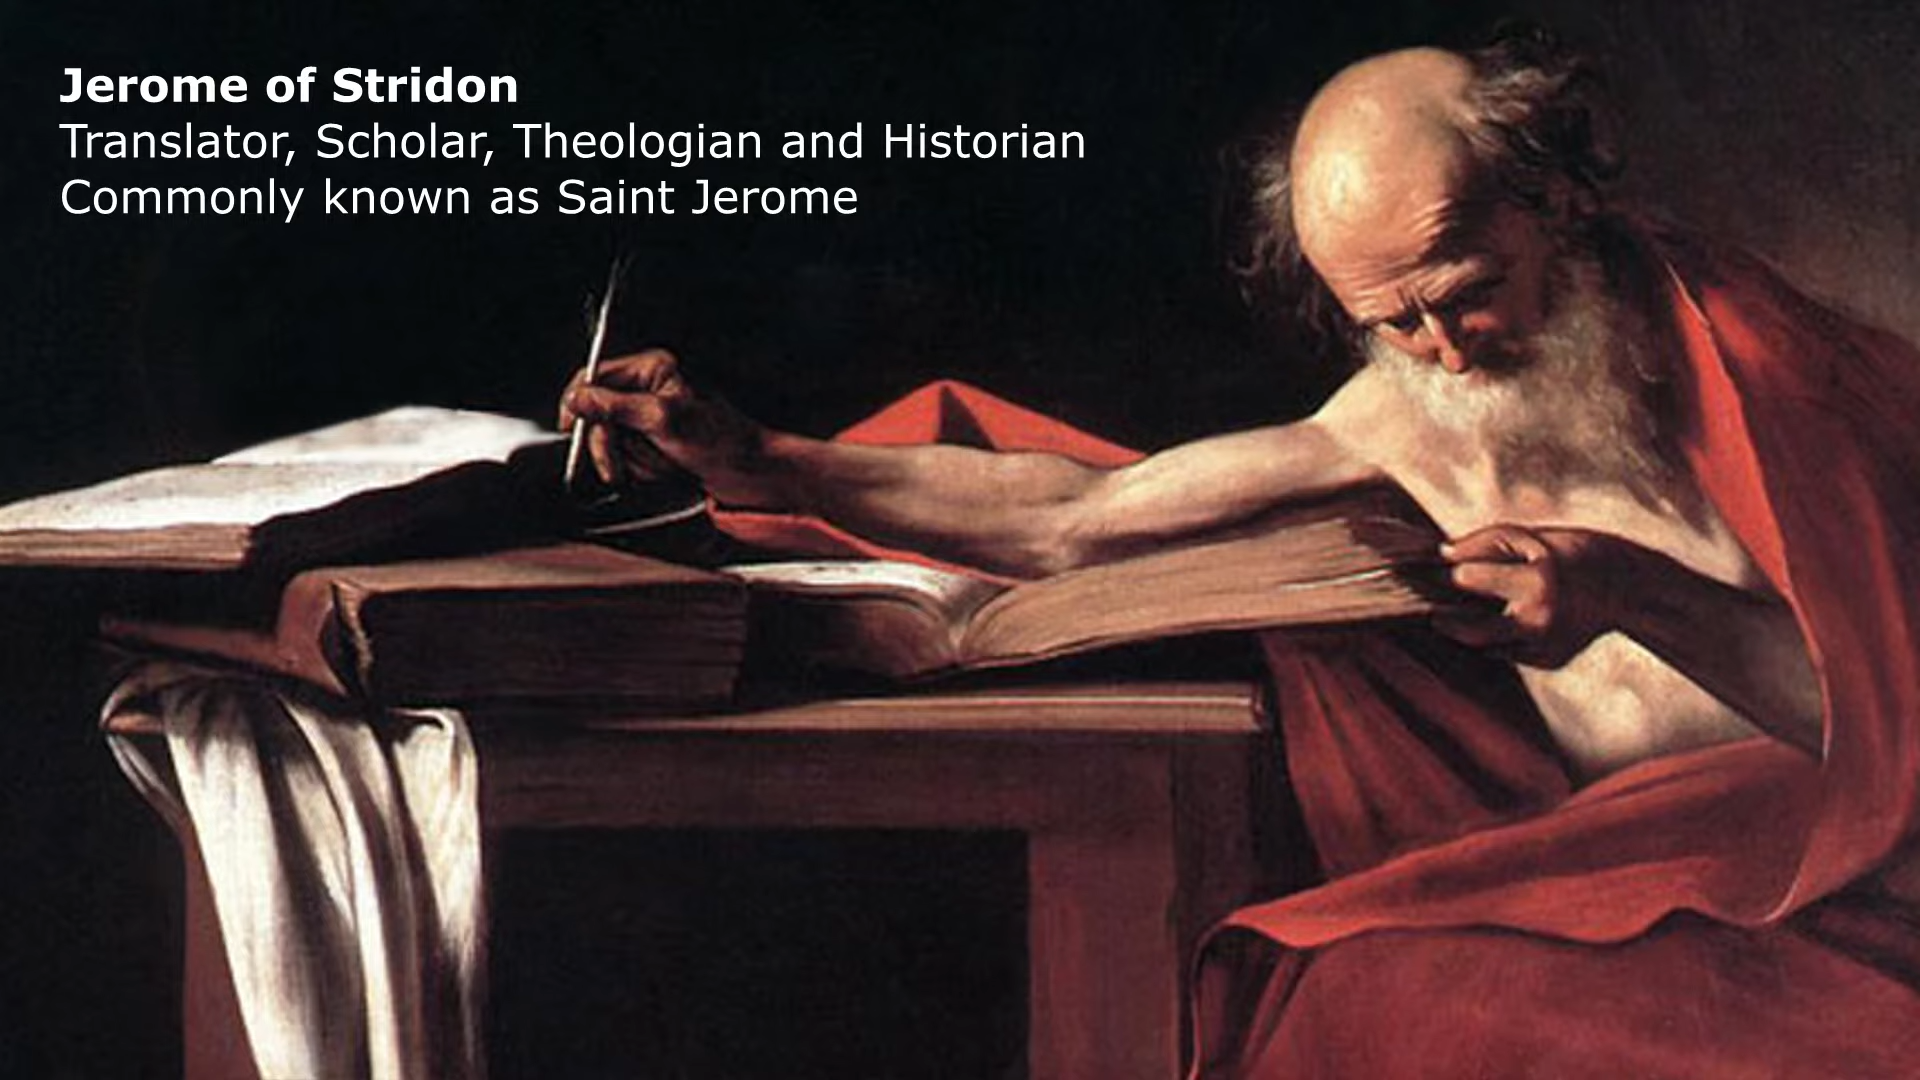 Jerome of Stridon
Translator, Scholar, Theologian and Historian
Commonly known as Saint Jerome